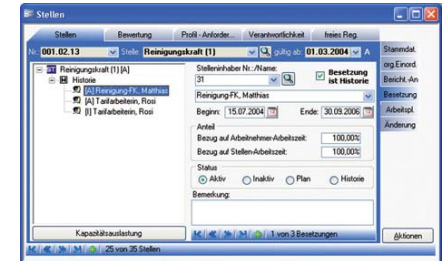 Stellen
Stellen Bewertung Profil-Anforder... Verantwortlichkeit freies Reg.
Nr.: 001.02.13 Stelle: Reinigungskraft (1) gültig ab: 01.03.2004 A
Stammdat.
org.Einord.
Bericht.-An
Besetzung
Arbeitspl.
Änderung
Reinigungskraft (1) [A]
Historie
[A] Reinigung-FK, Matthias
[A] Tarifarbeitein, Rosi
[I] Tarifarbeitein, Rosi
Stelleninhaber Nr.:/Name:
31
Besetzung
ist Historie
Reinigung-FK, Matthias
Beginn: 15.07.2004 Ende: 30.09.2006
Anteil
Bezug auf Arbeitnehmer-Arbeitszeit: 100,00%
Bezug auf Stellen-Arbeitszeit: 100,00%
Status
Aktiv Inaktiv Plan Historie
Bemerkung:
Kapazitätsauslastung
1 von 3 Besetzungen
Aktionen
25 von 35 Stellen